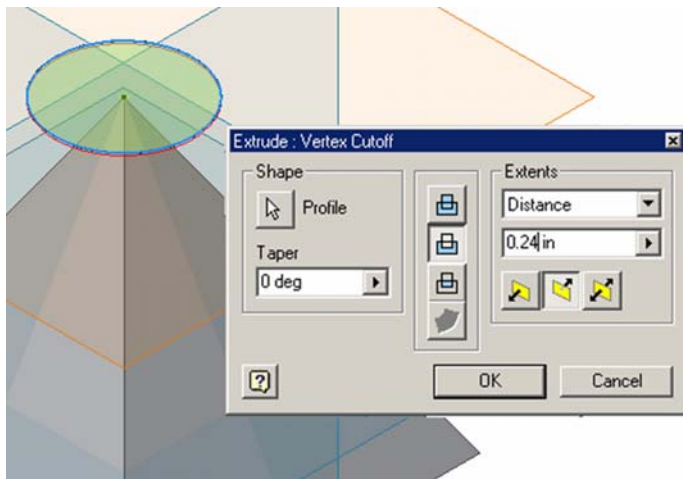 Extrude : Vertex Cutoff
Shape
Profile
Taper
0 deg
Extents
Distance
0.24 in
?
OK
Cancel